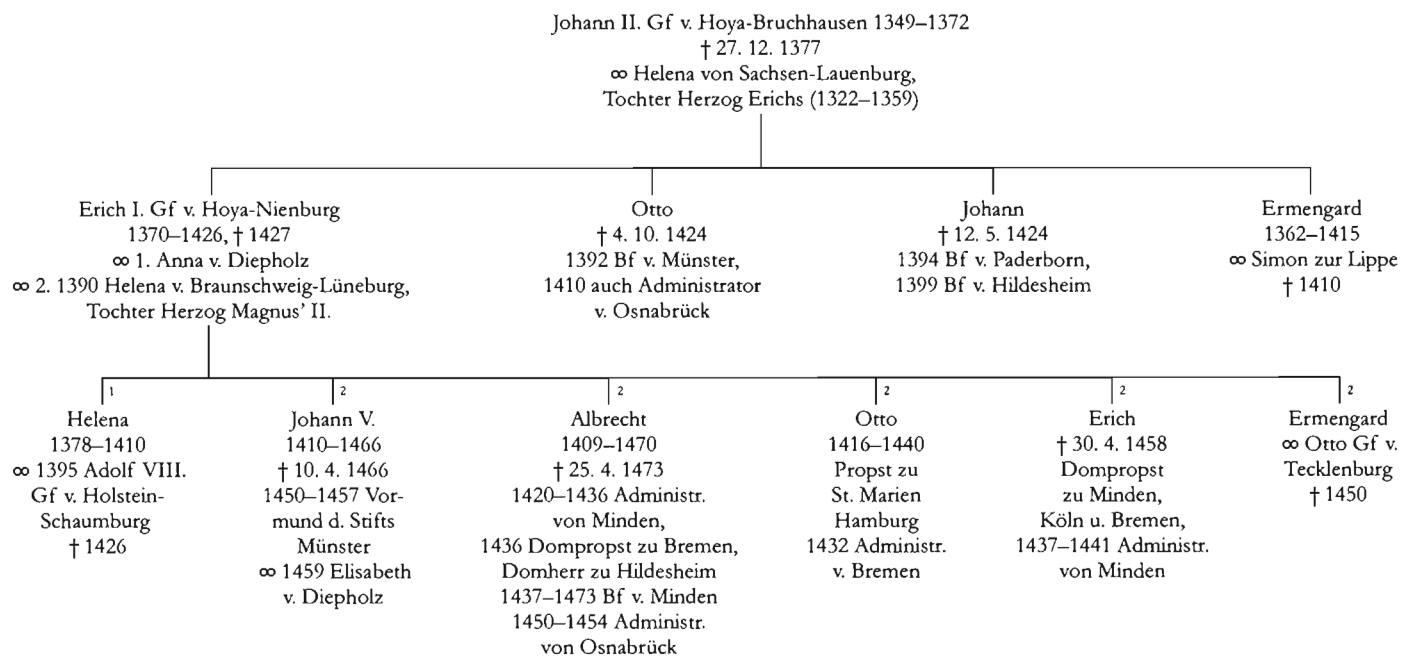 Johann II. Gf v. Hoya-Bruchhausen 1349–1372
† 27. 12. 1377
∞ Helena von Sachsen-Lauenburg,
Tochter Herzog Erichs (1322–1359)
Erich I. Gf v. Hoya-Nienburg
1370–1426, † 1427
∞ 1. Anna v. Diepholz
∞ 2. 1390 Helena v. Braunschweig-Lüneburg,
Tochter Herzog Magnus’ II.
Otto
† 4. 10. 1424
1392 Bf v. Münster,
1410 auch Administrator
v. Osnabrück
Johann
† 12. 5. 1424
1394 Bf v. Paderborn,
1399 Bf v. Hildesheim
Ermengard
1362–1415
∞ Simon zur Lippe
† 1410
1
Helena
1378–1410
∞ 1395 Adolf VIII.
Gf v. Holstein-
Schaumburg
† 1426
2
Johann V.
1410–1466
† 10. 4. 1466
1450–1457 Vor-
mund d. Stifts
Münster
∞ 1459 Elisabeth
v. Diepholz
2
Albrecht
1409–1470
† 25. 4. 1473
1420–1436 Administr.
von Minden,
1436 Dompropst zu Bremen,
Domherr zu Hildesheim
1437–1473 Bf v. Minden
1450–1454 Administr.
von Osnabrück
2
Otto
1416–1440
Propst zu
St. Marien
Hamburg
1432 Administr.
v. Bremen
2
Erich
† 30. 4. 1458
Dompropst
zu Minden,
Köln u. Bremen,
1437–1441 Administr.
von Minden
2
Ermengard
∞ Otto Gf v.
Tecklenburg
† 1450